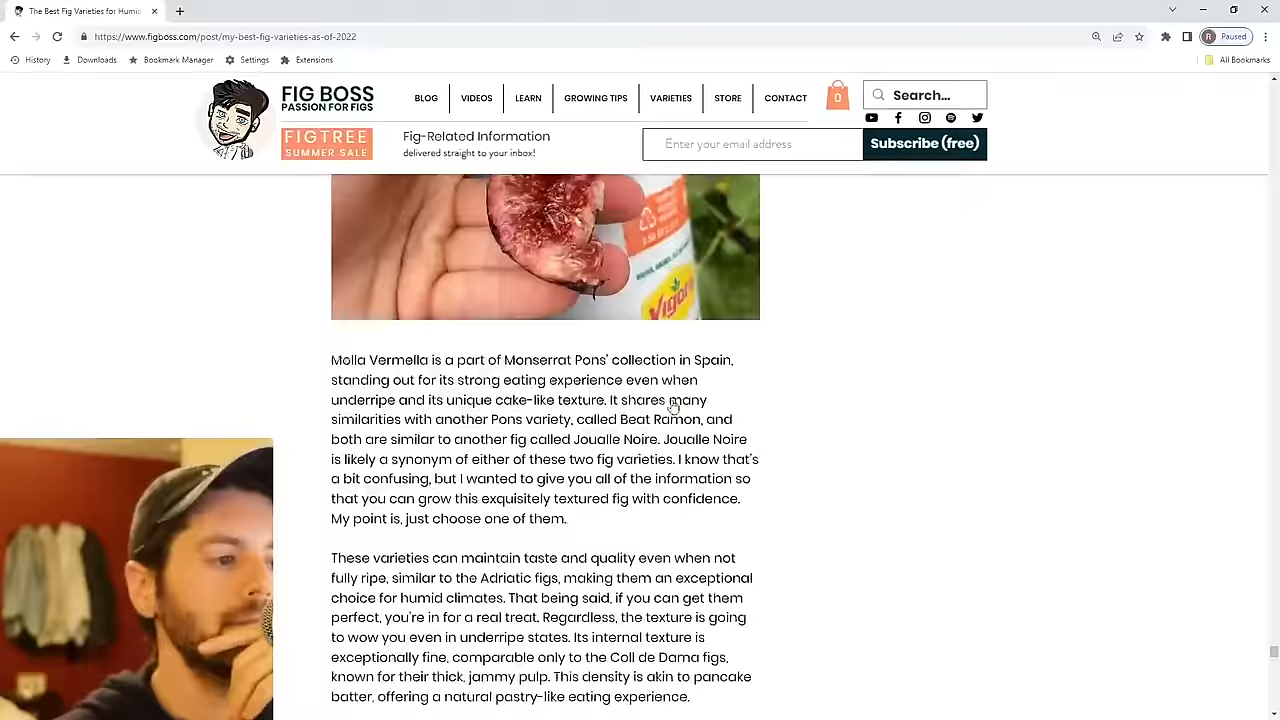 The Best Fig Varieties for Humi
https://www.figboss.com/post/my-best-fig-varieties-as-of-2022
R Paused
History Downloads Bookmark Manager Settings Extensions All Bookmarks
FIG BOSS
PASSION FOR FIGS
BLOG VIDEOS LEARN GROWING TIPS VARIETIES STORE CONTACT 0 Search...
FIGTREE
SUMMER SALE
Fig-Related Information
delivered straight to your inbox!
Enter your email address Subscribe (free)
Vigoro
Molla Vermella is a part of Monserrat Pons' collection in Spain,
standing out for its strong eating experience even when
underripe and its unique cake-like texture. It shares many
similarities with another Pons variety, called Beat Ramon, and
both are similar to another fig called Joualle Noire. Joualle Noire
is likely a synonym of either of these two fig varieties. I know that's
a bit confusing, but I wanted to give you all of the information so
that you can grow this exquisitely textured fig with confidence.
My point is, just choose one of them.
These varieties can maintain taste and quality even when not
fully ripe, similar to the Adriatic figs, making them an exceptional
choice for humid climates. That being said, if you can get them
perfect, you're in for a real treat. Regardless, the texture is going
to wow you even in underripe states. Its internal texture is
exceptionally fine, comparable only to the Coll de Dama figs,
known for their thick, jammy pulp. This density is akin to pancake
batter, offering a natural pastry-like eating experience.